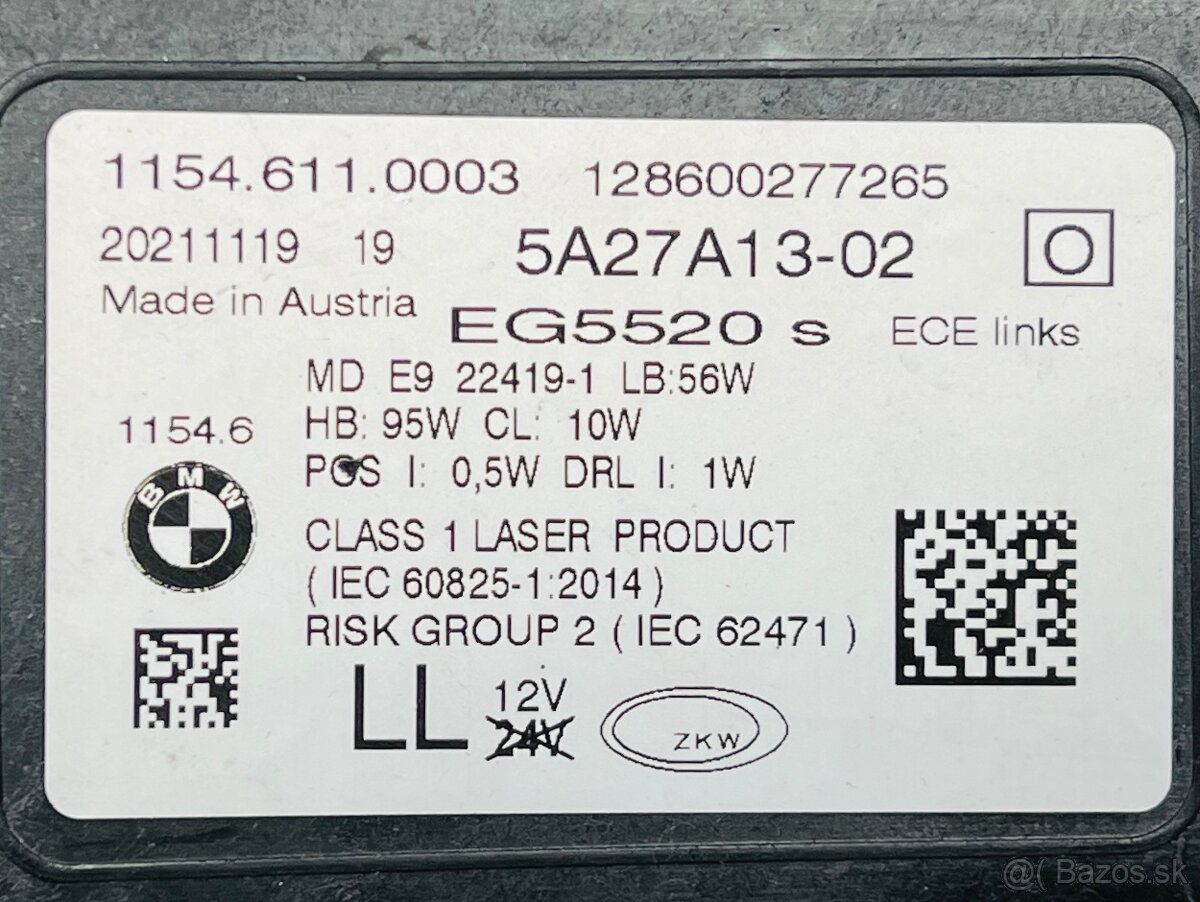 1154.611.0003 128600277265
20211119 19 5A27A13-02 O
Made in Austria
EG5520 s ECE links
MD E9 22419-1 LB:56W
1154.6 HB: 95W CL: 10W
POS I: 0,5W DRL I: 1W
BMW
CLASS 1 LASER PRODUCT
(IEC 60825-1:2014)
RISK GROUP 2 (IEC 62471)
LL 12V
24V
ZKW
@( Bazos.sk